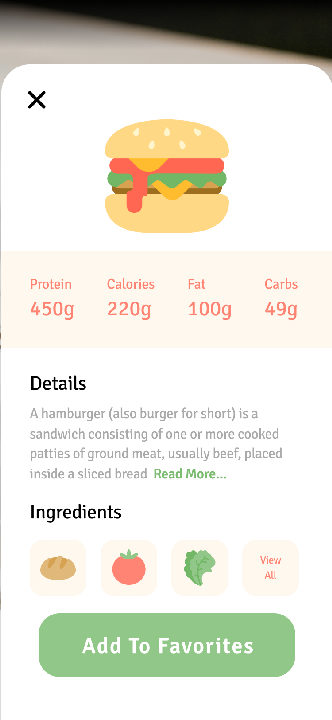 Protein Calories Fat Carbs
450g 220g 100g 49g
Details
A hamburger (also burger for short) is a
sandwich consisting of one or more cooked
patties of ground meat, usually beef, placed
inside a sliced bread Read More...
Ingredients
View
All
Add To Favorites